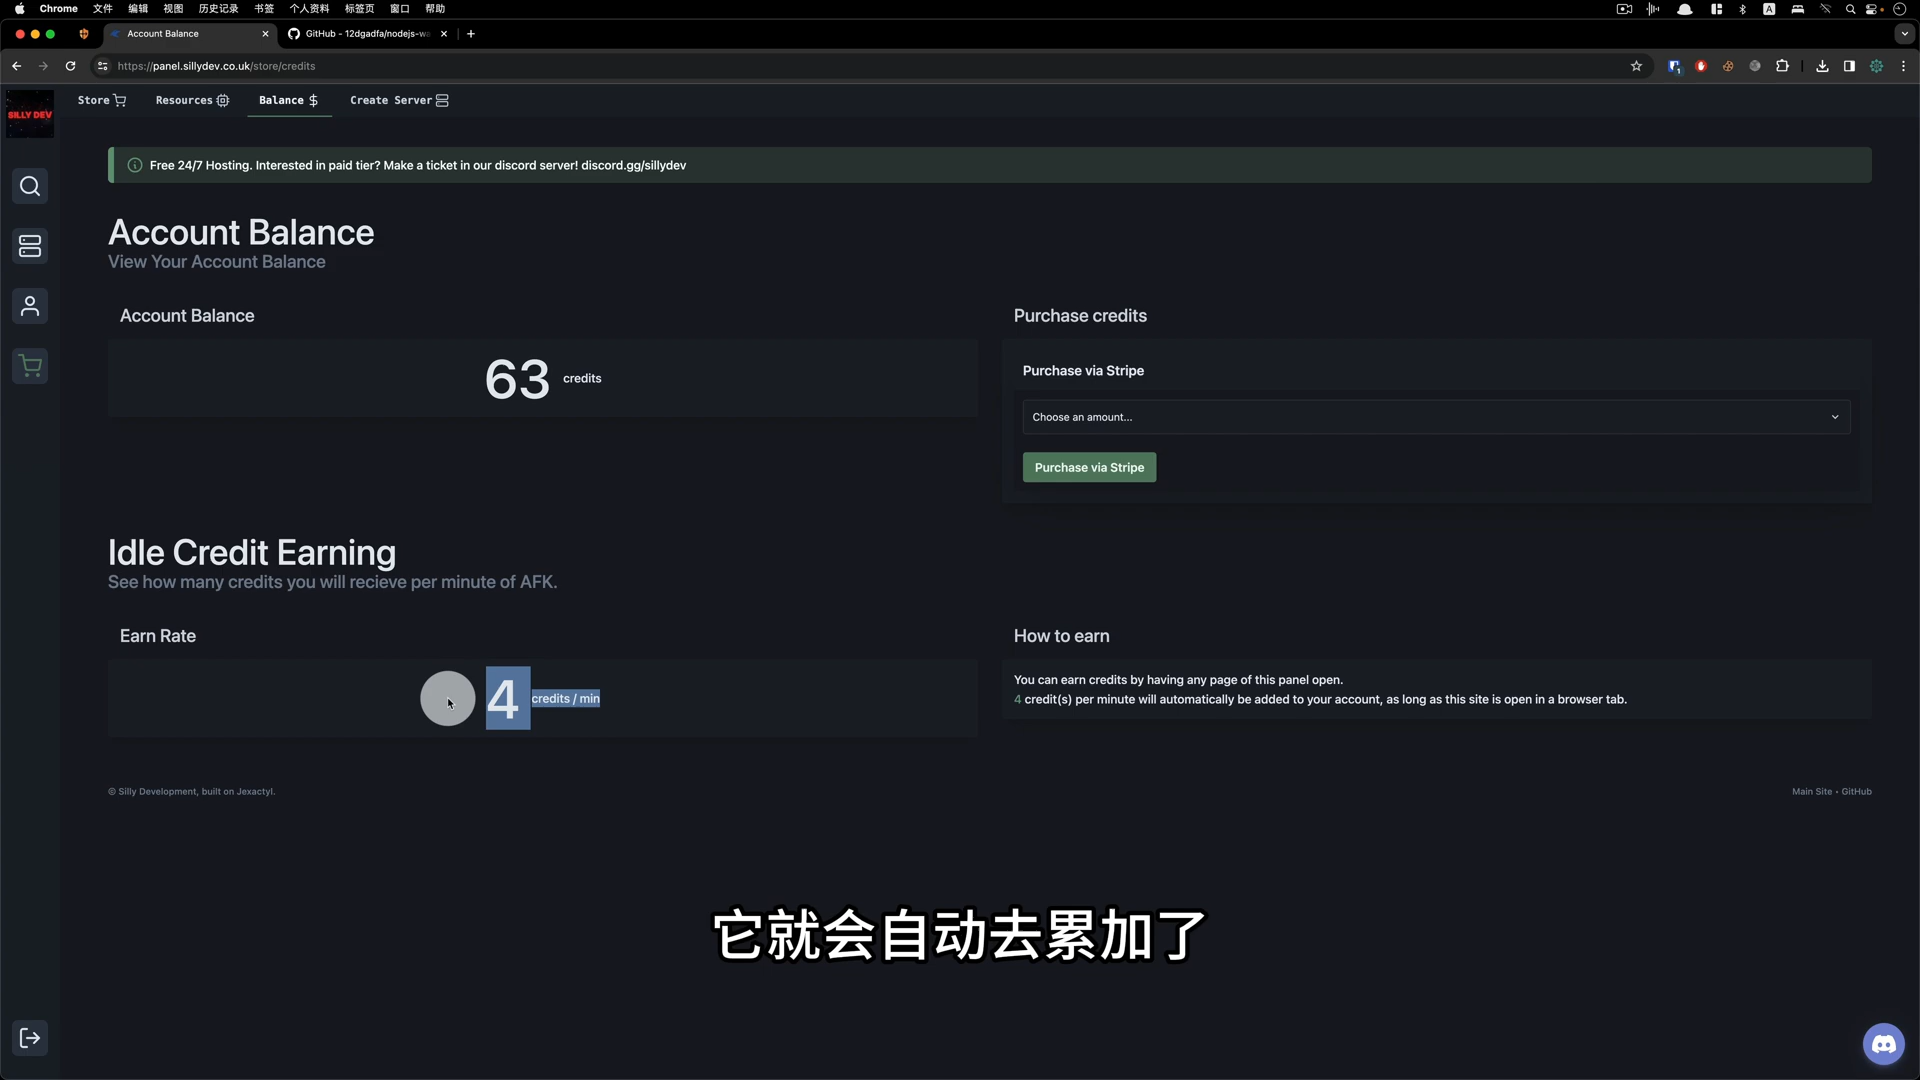 Chrome 文件 编辑 视图 历史记录 书签 个人资料 标签页 窗口 帮助
Account Balance
GitHub - 12dgadfa/nodejs-wa
https://panel.sillydev.co.uk/store/credits
SILLY DEV
Store
Resources
Balance $
Create Server
Free 24/7 Hosting. Interested in paid tier? Make a ticket in our discord server! discord.gg/sillydev
Account Balance
View Your Account Balance
Account Balance
63 credits
Purchase credits
Purchase via Stripe
Choose an amount...
Purchase via Stripe
Idle Credit Earning
See how many credits you will recieve per minute of AFK.
Earn Rate
4 credits / min
How to earn
You can earn credits by having any page of this panel open.
4 credit(s) per minute will automatically be added to your account, as long as this site is open in a browser tab.
© Silly Development, built on Jexactyl.
Main Site • GitHub
它就会自动去累加了